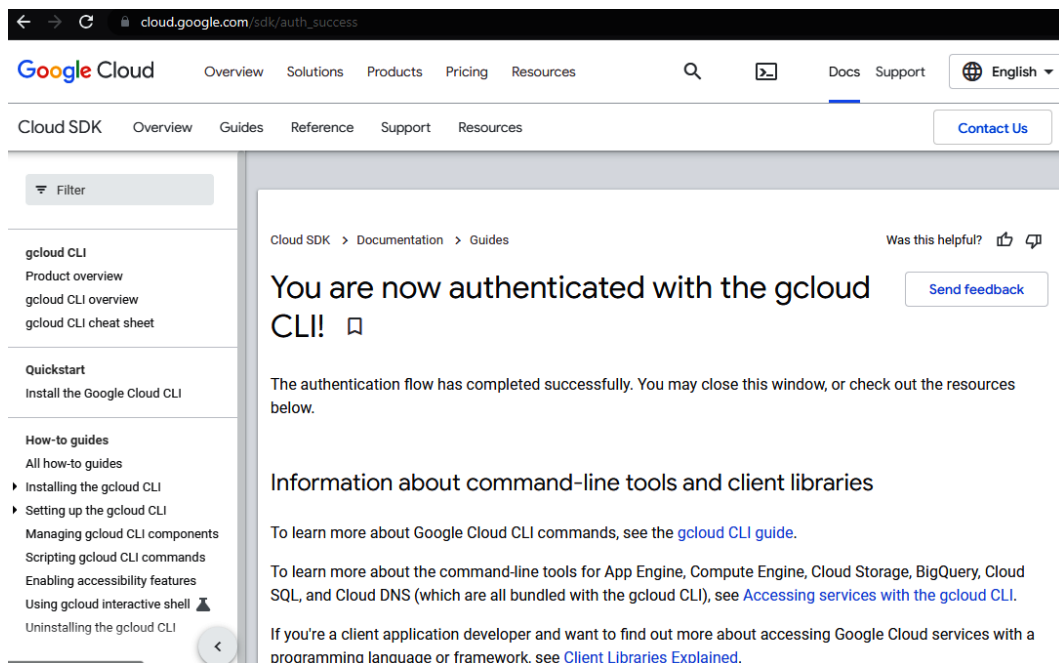 cloud.google.com/sdk/auth_success
Google Cloud
Overview
Solutions
Products
Pricing
Resources
Docs
Support
English
Cloud SDK
Overview
Guides
Reference
Support
Resources
Contact Us
Filter
gcloud CLI
Product overview
gcloud CLI overview
gcloud CLI cheat sheet
Quickstart
Install the Google Cloud CLI
How-to guides
All how-to guides
Installing the gcloud CLI
Setting up the gcloud CLI
Managing gcloud CLI components
Scripting gcloud CLI commands
Enabling accessibility features
Using gcloud interactive shell
Uninstalling the gcloud CLI
Cloud SDK > Documentation > Guides
Was this helpful?
You are now authenticated with the gcloud
CLI!
Send feedback
The authentication flow has completed successfully. You may close this window, or check out the resources
below.
Information about command-line tools and client libraries
To learn more about Google Cloud CLI commands, see the gcloud CLI guide.
To learn more about the command-line tools for App Engine, Compute Engine, Cloud Storage, BigQuery, Cloud
SQL, and Cloud DNS (which are all bundled with the gcloud CLI), see Accessing services with the gcloud CLI.
If you're a client application developer and want to find out more about accessing Google Cloud services with a
programming language or framework, see Client Libraries Explained.